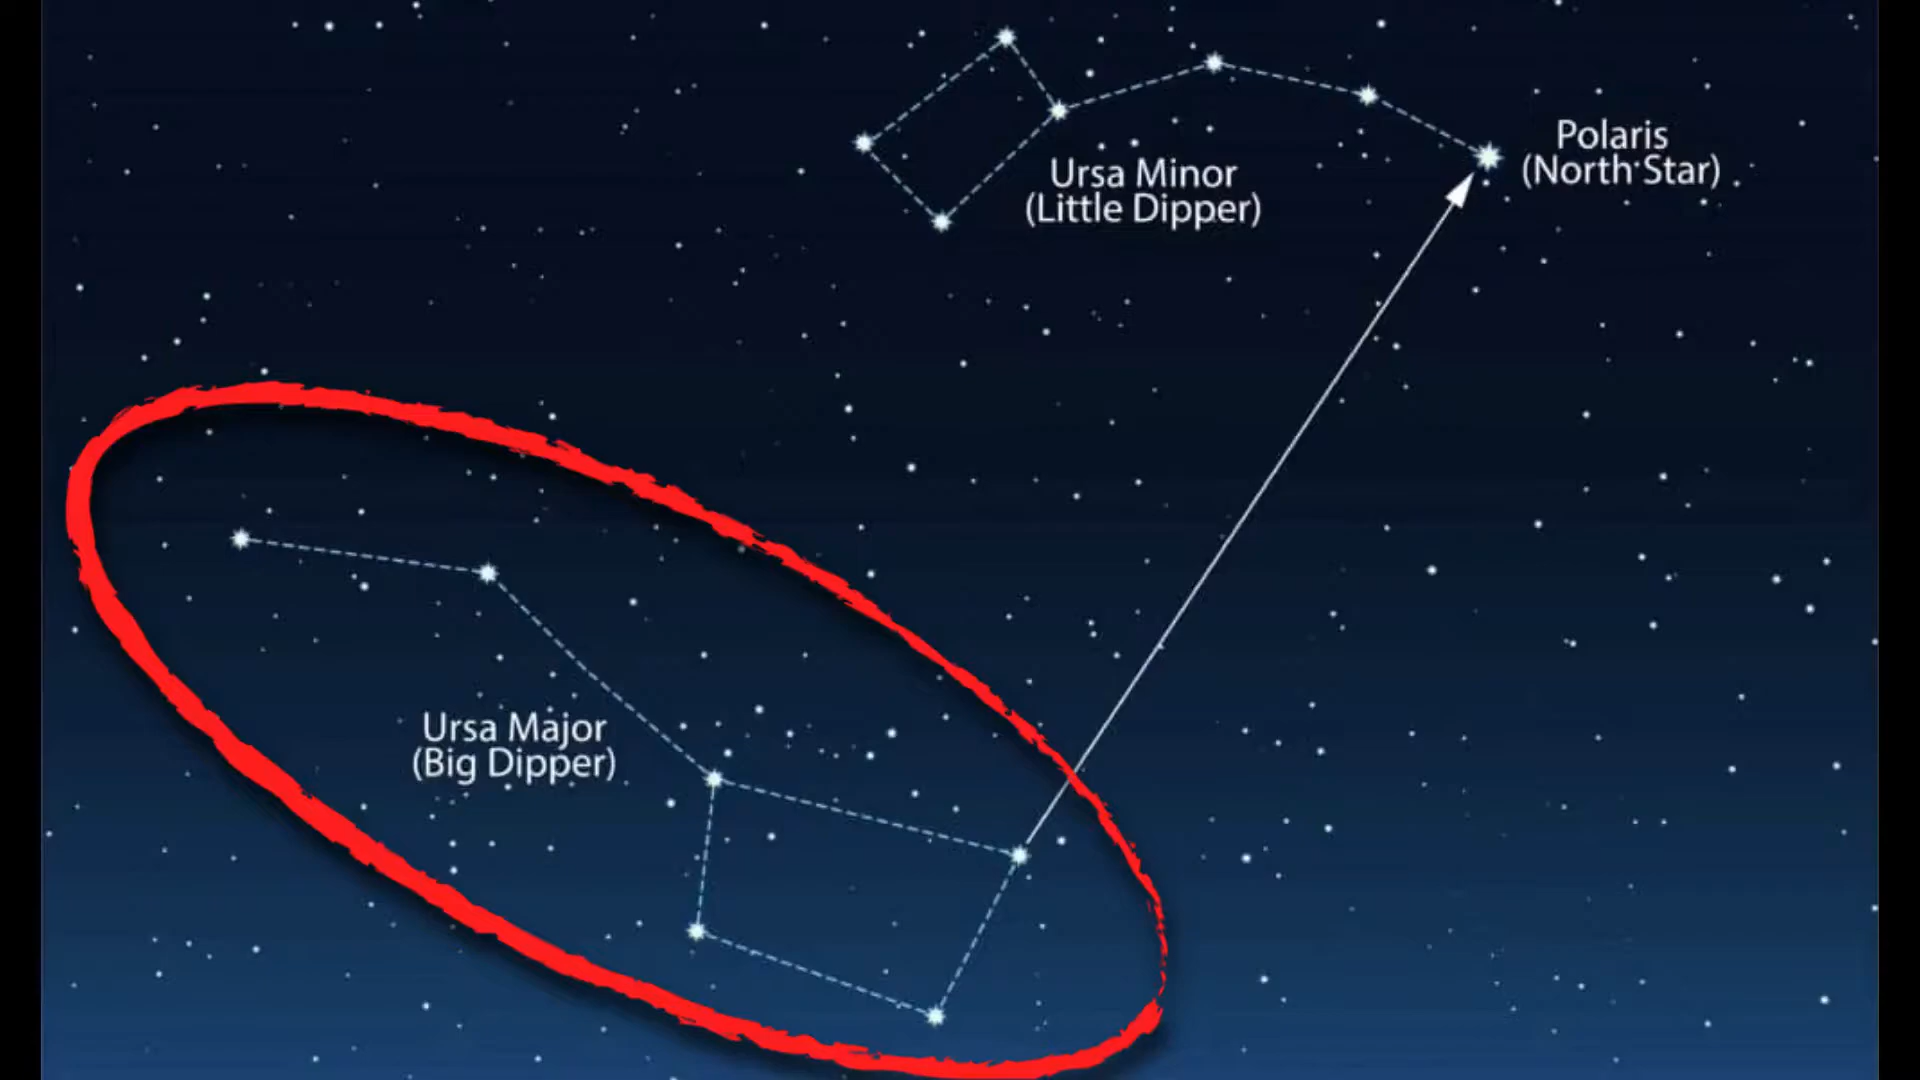 Polaris
(North Star)
Ursa Minor
(Little Dipper)
Ursa Major
(Big Dipper)